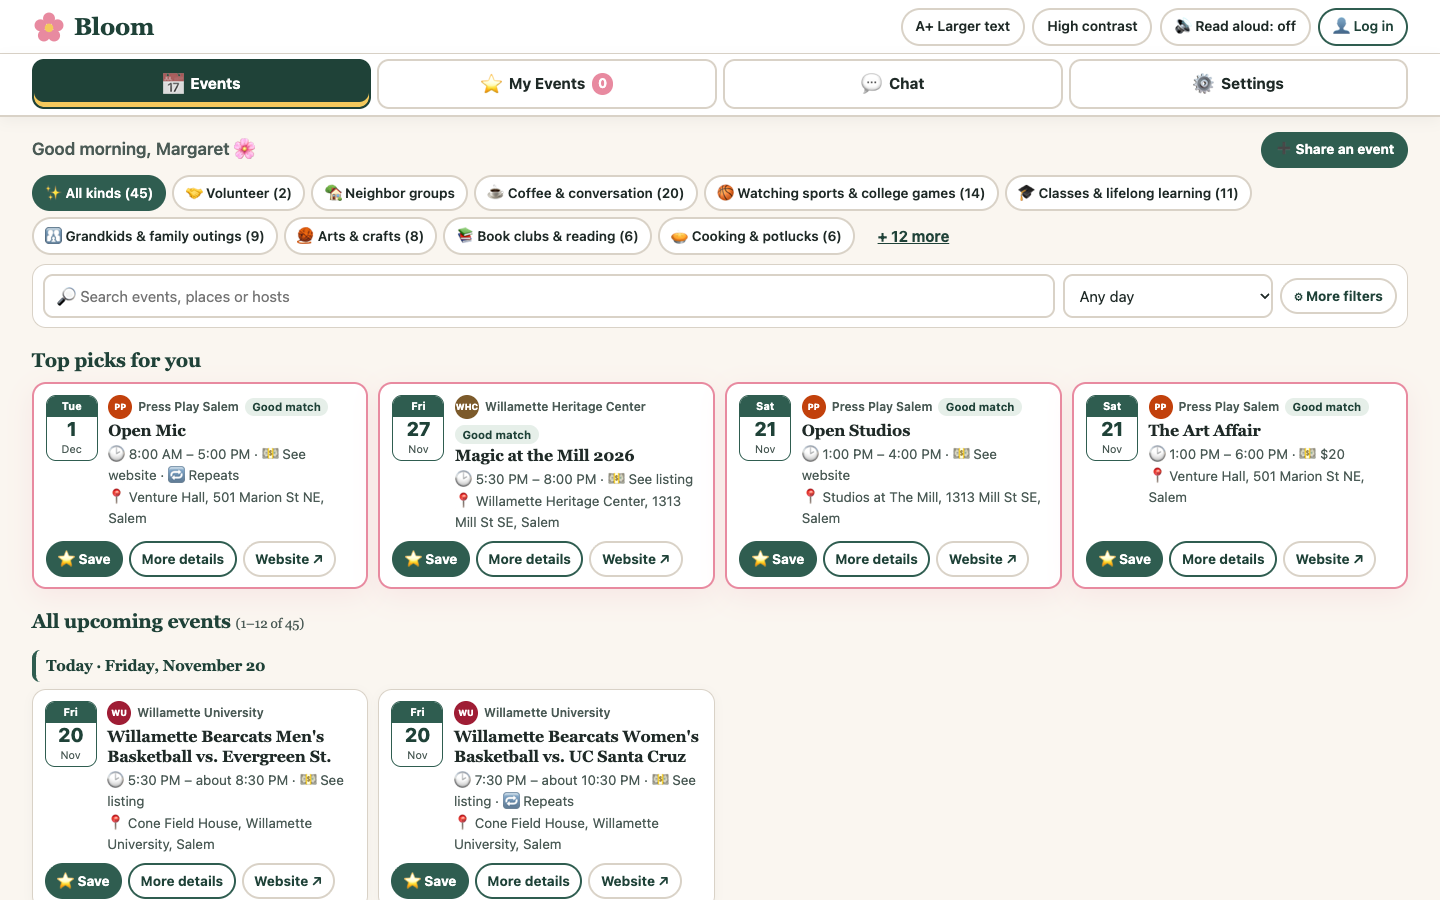 Bloom
A+ Larger text
High contrast
Read aloud: off
Log in
17 Events
My Events 0
Chat
Settings
Good morning, Margaret
Share an event
All kinds (45)
Volunteer (2)
Neighbor groups
Coffee & conversation (20)
Watching sports & college games (14)
Classes & lifelong learning (11)
Grandkids & family outings (9)
Arts & crafts (8)
Book clubs & reading (6)
Cooking & potlucks (6)
+ 12 more
Search events, places or hosts
Any day
More filters
Top picks for you
Tue
1
Dec
PP Press Play Salem Good match
Open Mic
8:00 AM – 5:00 PM · See
website · Repeats
Venture Hall, 501 Marion St NE,
Salem
Save
More details
Website ↗
Fri
27
Nov
WHC Willamette Heritage Center
Good match
Magic at the Mill 2026
5:30 PM – 8:00 PM · See listing
Willamette Heritage Center, 1313
Mill St SE, Salem
Save
More details
Website ↗
Sat
21
Nov
PP Press Play Salem Good match
Open Studios
1:00 PM – 4:00 PM · See
website
Studios at The Mill, 1313 Mill St SE,
Salem
Save
More details
Website ↗
Sat
21
Nov
PP Press Play Salem Good match
The Art Affair
1:00 PM – 6:00 PM · $20
Venture Hall, 501 Marion St NE,
Salem
Save
More details
Website ↗
All upcoming events (1–12 of 45)
Today · Friday, November 20
Fri
20
Nov
WU Willamette University
Willamette Bearcats Men's
Basketball vs. Evergreen St.
5:30 PM – about 8:30 PM · See
listing
Cone Field House, Willamette
University, Salem
Save
More details
Website ↗
Fri
20
Nov
WU Willamette University
Willamette Bearcats Women's
Basketball vs. UC Santa Cruz
7:30 PM – about 10:30 PM · See
listing · Repeats
Cone Field House, Willamette
University, Salem
Save
More details
Website ↗